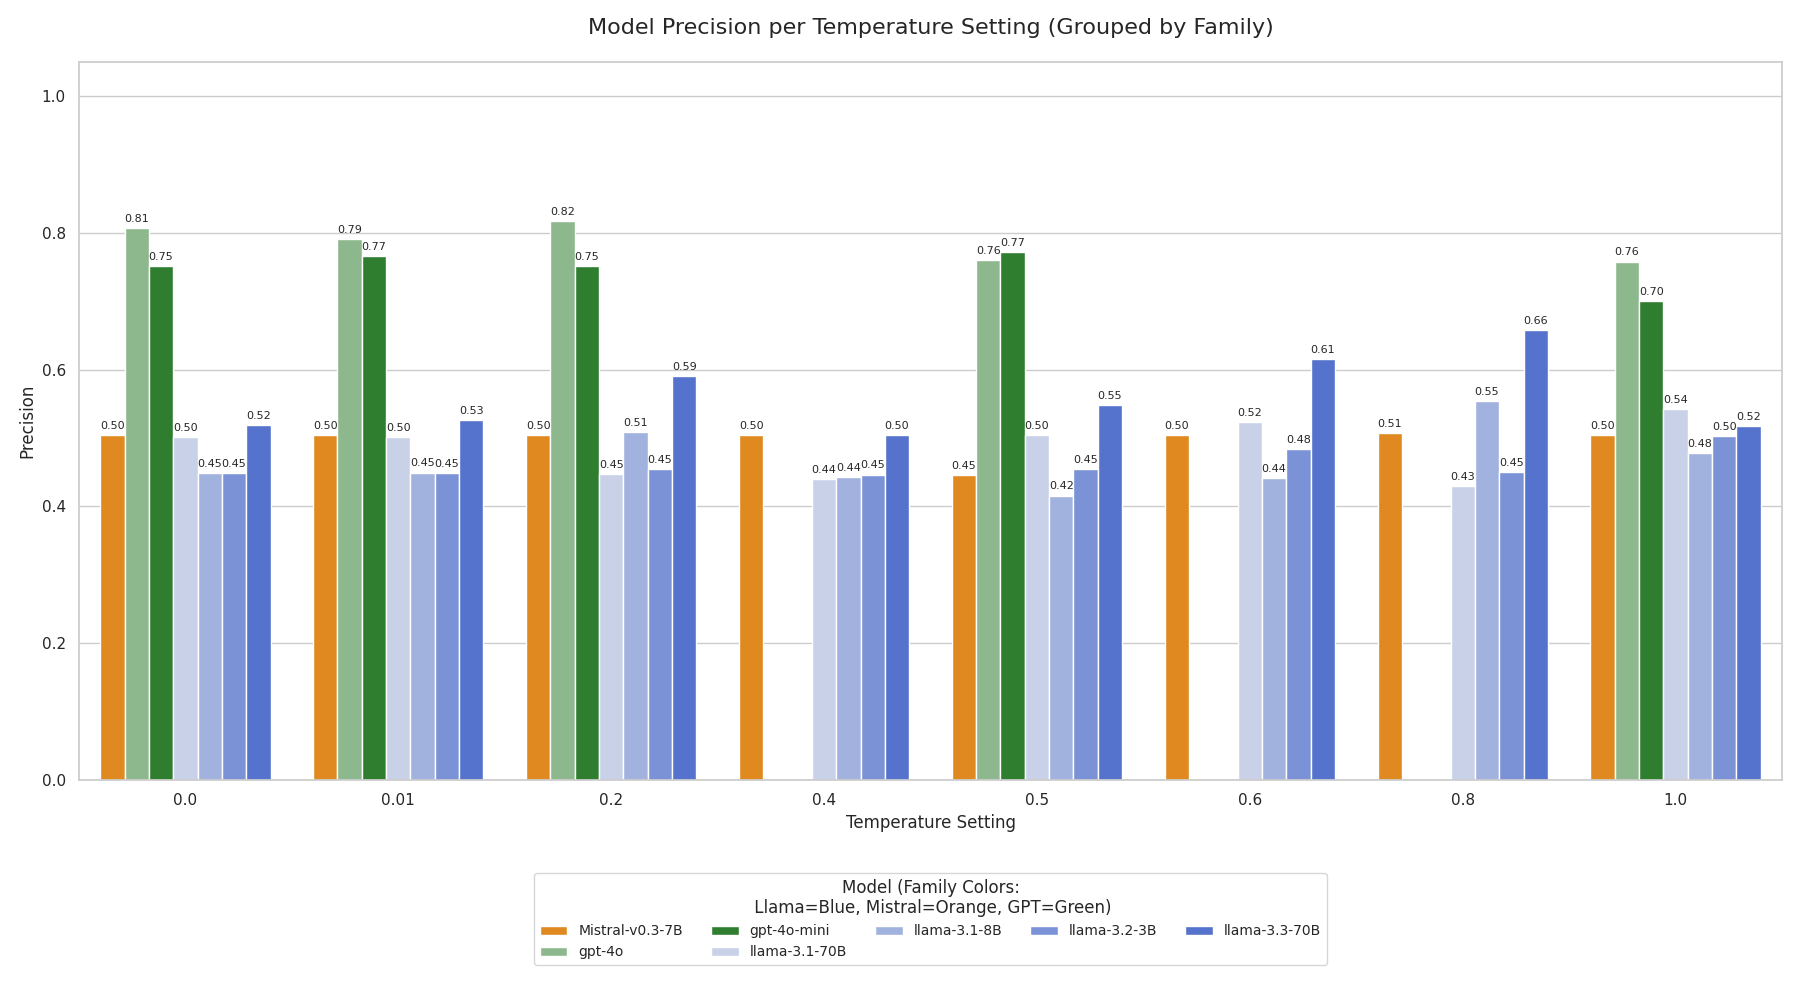 Model Precision per Temperature Setting (Grouped by Family)
Precision
1.0
0.8
0.6
0.4
0.2
0.0
0.50 0.81 0.75 0.50 0.45 0.45 0.52
0.50 0.79 0.77 0.50 0.45 0.45 0.53
0.50 0.82 0.75 0.45 0.51 0.45 0.59
0.50 0.44 0.44 0.45 0.50
0.45 0.76 0.77 0.50 0.42 0.45 0.55
0.50 0.52 0.44 0.48 0.61
0.51 0.43 0.55 0.45 0.66
0.50 0.76 0.70 0.54 0.48 0.50 0.52
0.0 0.01 0.2 0.4 0.5 0.6 0.8 1.0
Temperature Setting
Model (Family Colors:
Llama=Blue, Mistral=Orange, GPT=Green)
Mistral-v0.3-7B gpt-4o-mini llama-3.1-8B llama-3.2-3B llama-3.3-70B
gpt-4o llama-3.1-70B